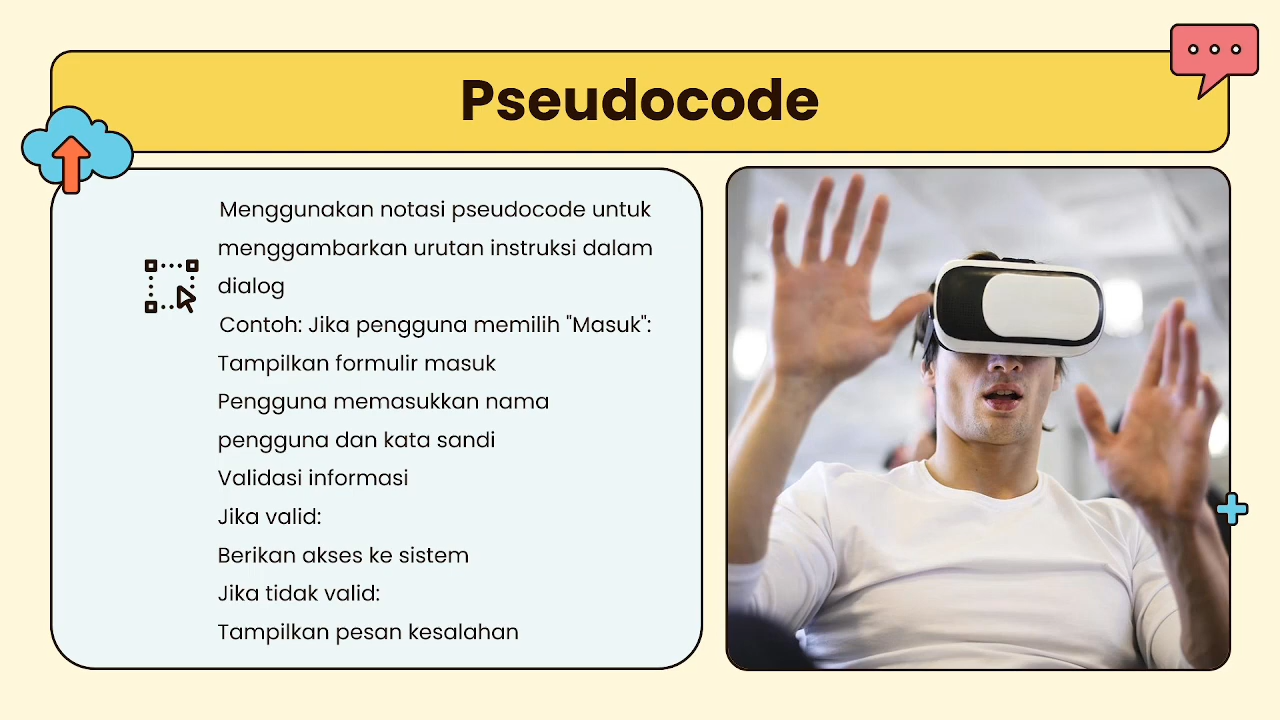 Pseudocode
Menggunakan notasi pseudocode untuk
menggambarkan urutan instruksi dalam
dialog
Contoh: Jika pengguna memilih "Masuk":
Tampilkan formulir masuk
Pengguna memasukkan nama
pengguna dan kata sandi
Validasi informasi
Jika valid:
Berikan akses ke sistem
Jika tidak valid:
Tampilkan pesan kesalahan